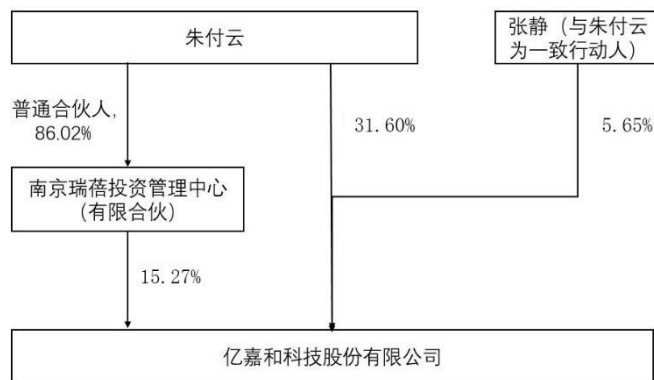 朱付云
张静（与朱付云
为一致行动人）
普通合伙人，
86.02%
31.60%
5.65%
南京瑞蓓投资管理中心
（有限合伙）
15.27%
亿嘉和科技股份有限公司